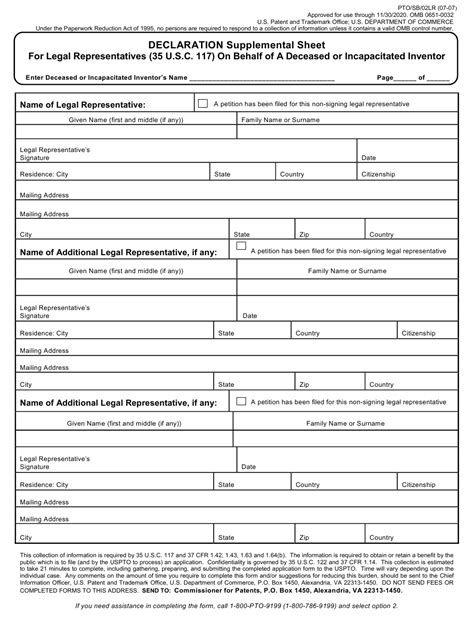 PTO/SB/02LR (07-07)
Approved for use through 11/30/2020. OMB 0651-0032
U.S. Patent and Trademark Office; U.S. DEPARTMENT OF COMMERCE
Under the Paperwork Reduction Act of 1995, no persons are required to respond to a collection of information unless it contains a valid OMB control number.
DECLARATION Supplemental Sheet
For Legal Representatives (35 U.S.C. 117) On Behalf of A Deceased or Incapacitated Inventor
Enter Deceased or Incapacitated Inventor's Name ______________________ Page______ of ______
Name of Legal Representative: A petition has been filed for this non-signing legal representative
Given Name (first and middle (if any)) Family Name or Surname
Legal Representative's
Signature Date
Residence: City State Country Citizenship
Mailing Address
Mailing Address
City State Zip Country
Name of Additional Legal Representative, if any: A petition has been filed for this non-signing legal representative
Given Name (first and middle (if any)) Family Name or Surname
Legal Representative's
Signature Date
Residence: City State Country Citizenship
Mailing Address
Mailing Address
City State Zip Country
Name of Additional Legal Representative, if any: A petition has been filed for this non-signing legal representative
Given Name (first and middle (if any)) Family Name or Surname
Legal Representative's
Signature Date
Residence: City State Country Citizenship
Mailing Address
Mailing Address
City State Zip Country
This collection of information is required by 35 U.S.C. 117 and 37 CFR 1.42, 1.43, 1.63 and 1.64(b). The information is required to obtain or retain a benefit by the
public which is to file (and by the USPTO to process) an application. Confidentiality is governed by 35 U.S.C. 122 and 37 CFR 1.14. This collection is estimated
to take 21 minutes to complete, including gathering, preparing, and submitting the completed application form to the USPTO. Time will vary depending upon the
individual case. Any comments on the amount of time you require to complete this form and/or suggestions for reducing this burden, should be sent to the Chief
Information Officer, U.S. Patent and Trademark Office, U.S. Department of Commerce, P.O. Box 1450, Alexandria, VA 22313-1450. DO NOT SEND FEES OR
COMPLETED FORMS TO THIS ADDRESS. SEND TO: Commissioner for Patents, P.O. Box 1450, Alexandria, VA 22313-1450.
If you need assistance in completing the form, call 1-800-PTO-9199 (1-800-786-9199) and select option 2.